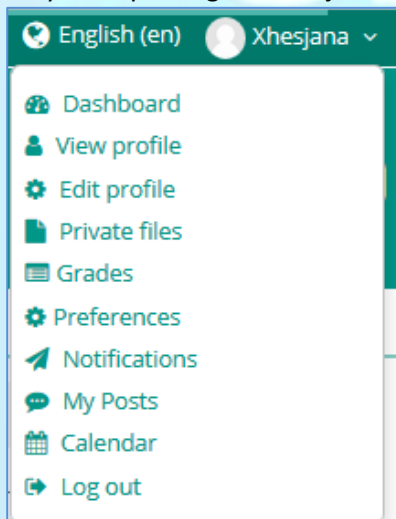 English (en) Xhesjana
Dashboard
View profile
Edit profile
Private files
Grades
Preferences
Notifications
My Posts
Calendar
Log out